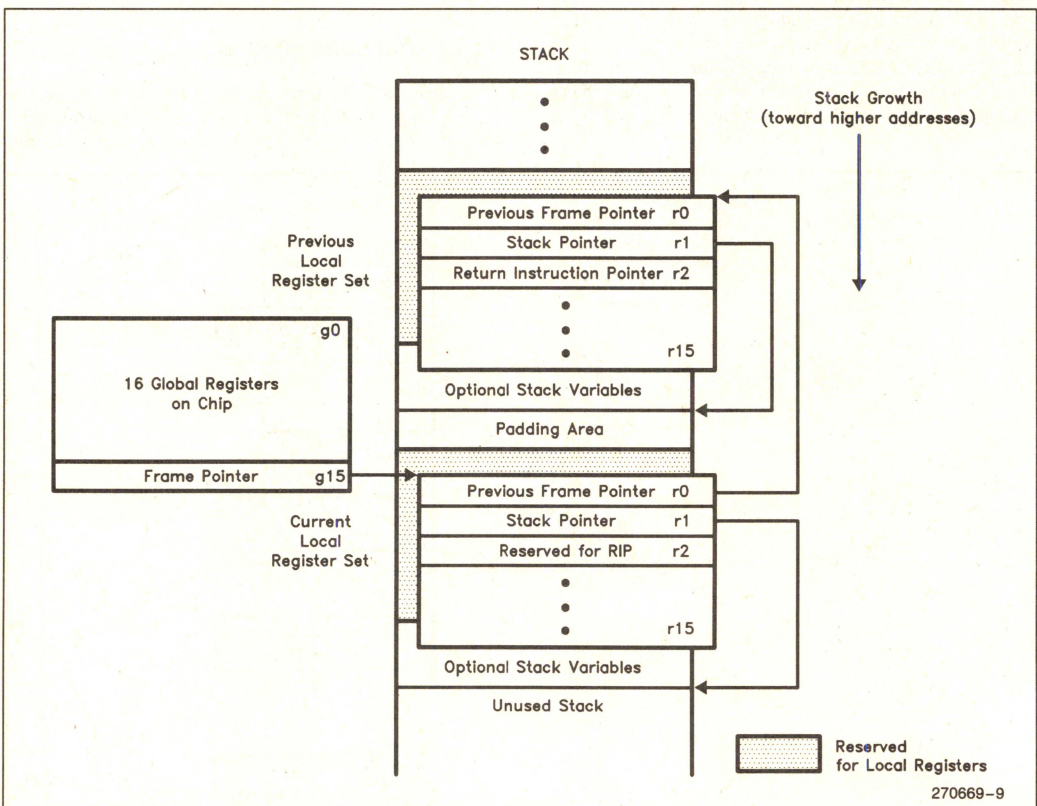 STACK
Stack Growth
(toward higher addresses)
Previous Frame Pointer r0
Stack Pointer r1
Return Instruction Pointer r2
r15
Previous
Local
Register Set
Optional Stack Variables
Padding Area
g0
16 Global Registers
on Chip
Frame Pointer g15
Previous Frame Pointer r0
Stack Pointer r1
Reserved for RIP r2
r15
Current
Local
Register Set
Optional Stack Variables
Unused Stack
Reserved
for Local Registers
270669-9